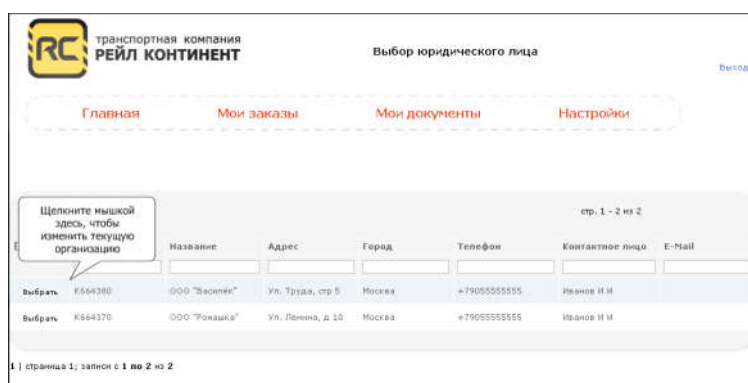 RC
транспортная компания
РЕЙЛ КОНТИНЕНТ
Выбор юридического лица
Выход
Главная Мои заказы Мои документы Настройки
Щелкните мышкой
здесь, чтобы
изменить текущую
организацию
стр. 1 - 2 из 2
Название Адрес Город Телефон Контактное лицо E-Mail
Выбрать К664380 ООО "Василёк" Ул. Труда, стр 5 Москва +79055555555 Иванов И И
Выбрать К664370 ООО "Ромашка" Ул. Ленина, д 10 Москва +79055555555 Иванов И И
1 | страница 1; записи с 1 по 2 из 2